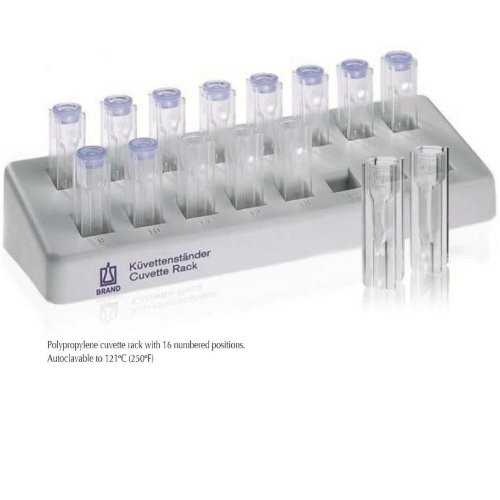 Küvettenständer
Cuvette Rack
BRAND
Polypropylene cuvette rack with 16 numbered positions.
Autoclavable to 121°C (250°F)